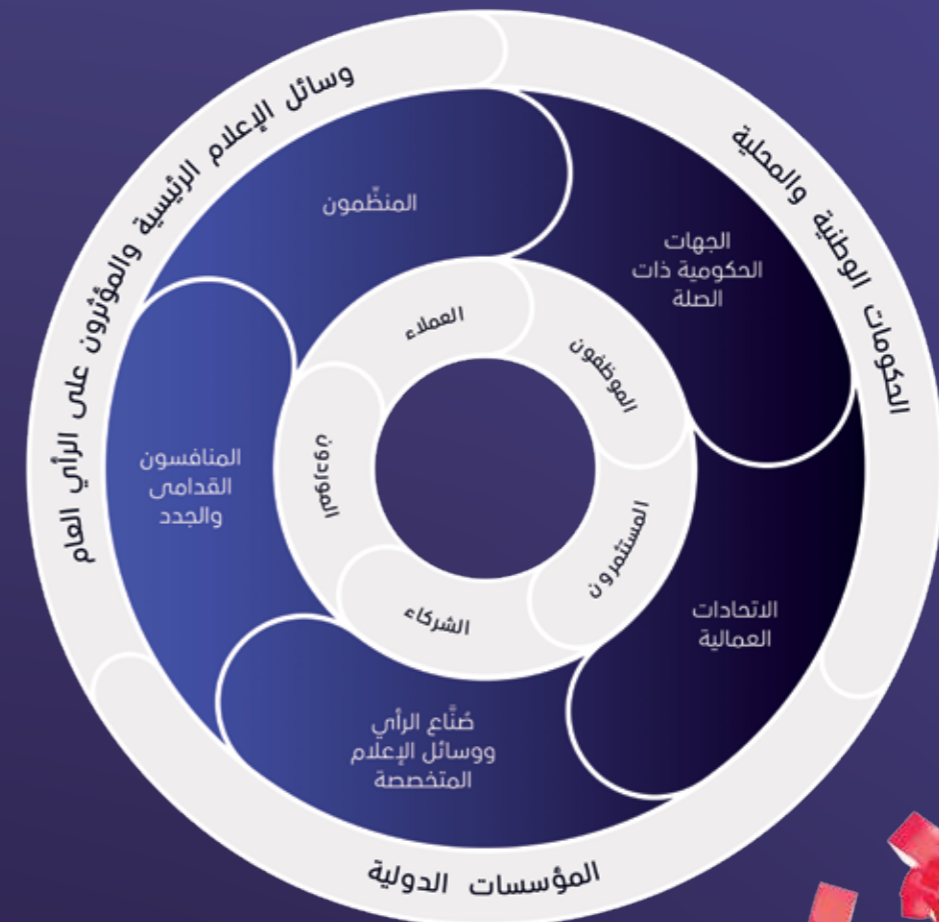 وسائل الإعلام الرئيسية والمؤثرون على الرأي العام
الحكومات الوطنية والمحلية
المؤسسات الدولية
المنظِّمون
الجهات
الحكومية ذات
الصلة
الاتحادات
العمالية
صُنَّاع الرأي
ووسائل الإعلام
المتخصصة
المنافسون
القدامى
والجدد
العملاء
الموظفون
المستثمرون
الشركاء
الموردون